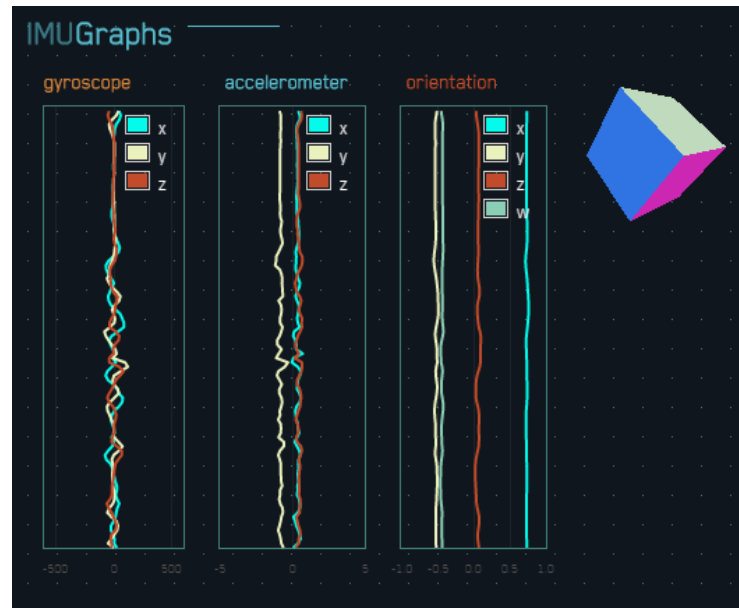 IMUGraphs
gyroscope
accelerometer
orientation
x
y
z
x
y
z
x
y
z
w
-500 0 500
-5 0 5
-1.0 -0.5 0.0 0.5 1.0